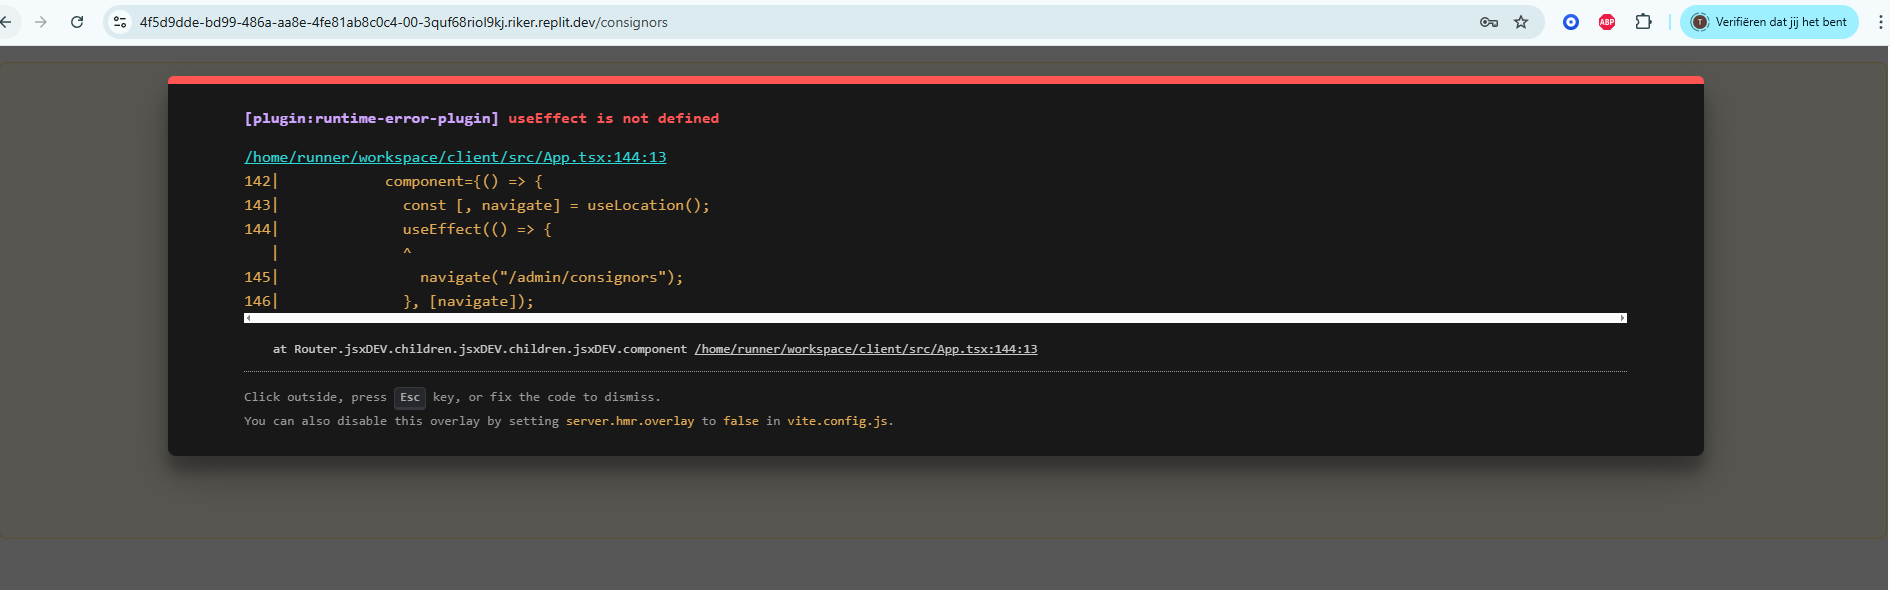 4f5d9dde-bd99-486a-aa8e-4fe81ab8c0c4-00-3quf68riol9kj.riker.replit.dev/consignors
ABP
T
Verifiëren dat jij het bent
[plugin:runtime-error-plugin] useEffect is not defined
/home/runner/workspace/client/src/App.tsx:144:13
142|            component={() => {
143|              const [, navigate] = useLocation();
144|              useEffect(() => {
   |              ^
145|                navigate("/admin/consignors");
146|              }, [navigate]);
at Router.jsxDEV.children.jsxDEV.children.jsxDEV.component /home/runner/workspace/client/src/App.tsx:144:13
Click outside, press Esc key, or fix the code to dismiss.
You can also disable this overlay by setting server.hmr.overlay to false in vite.config.js.